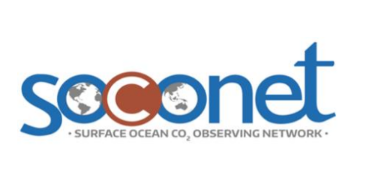 soconet
• SURFACE OCEAN CO₂ OBSERVING NETWORK •